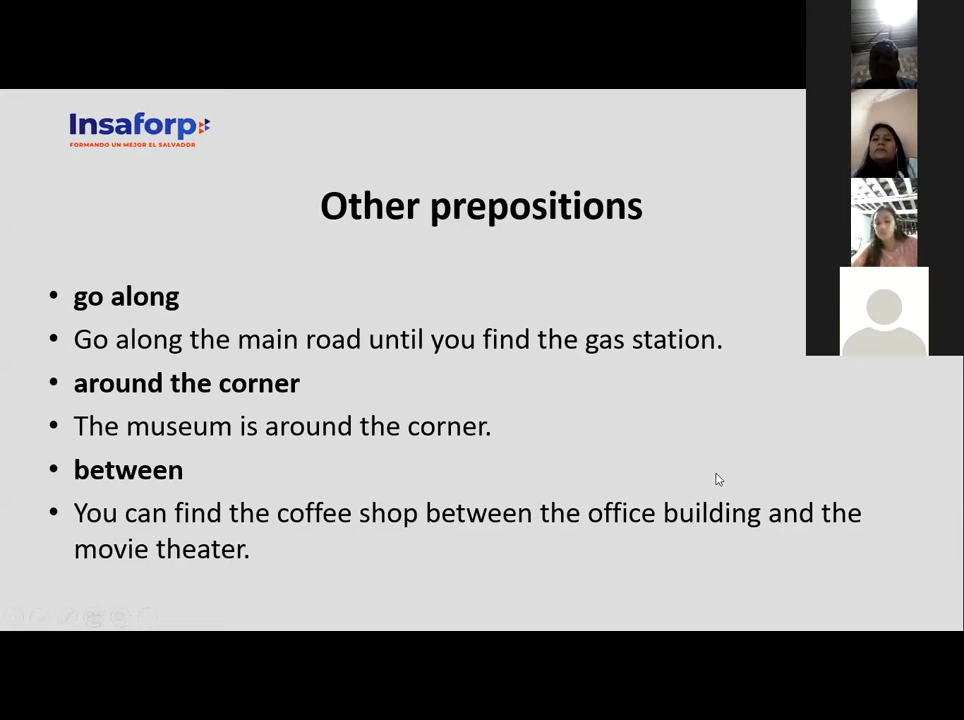 Insaforp
FORMANDO UN MEJOR EL SALVADOR
Other prepositions
• go along
• Go along the main road until you find the gas station.
• around the corner
• The museum is around the corner.
• between
• You can find the coffee shop between the office building and the
movie theater.